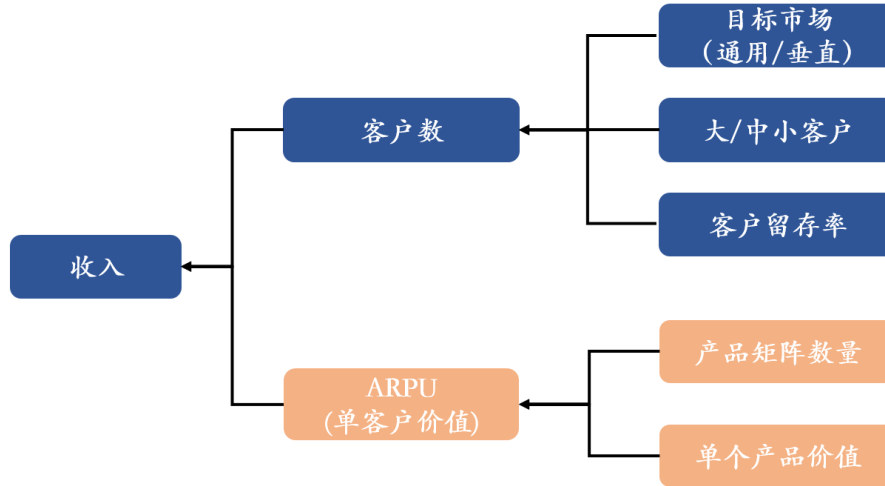 目标市场
(通用/垂直)
客户数
大/中小客户
客户留存率
收入
产品矩阵数量
ARPU
(单客户价值)
单个产品价值